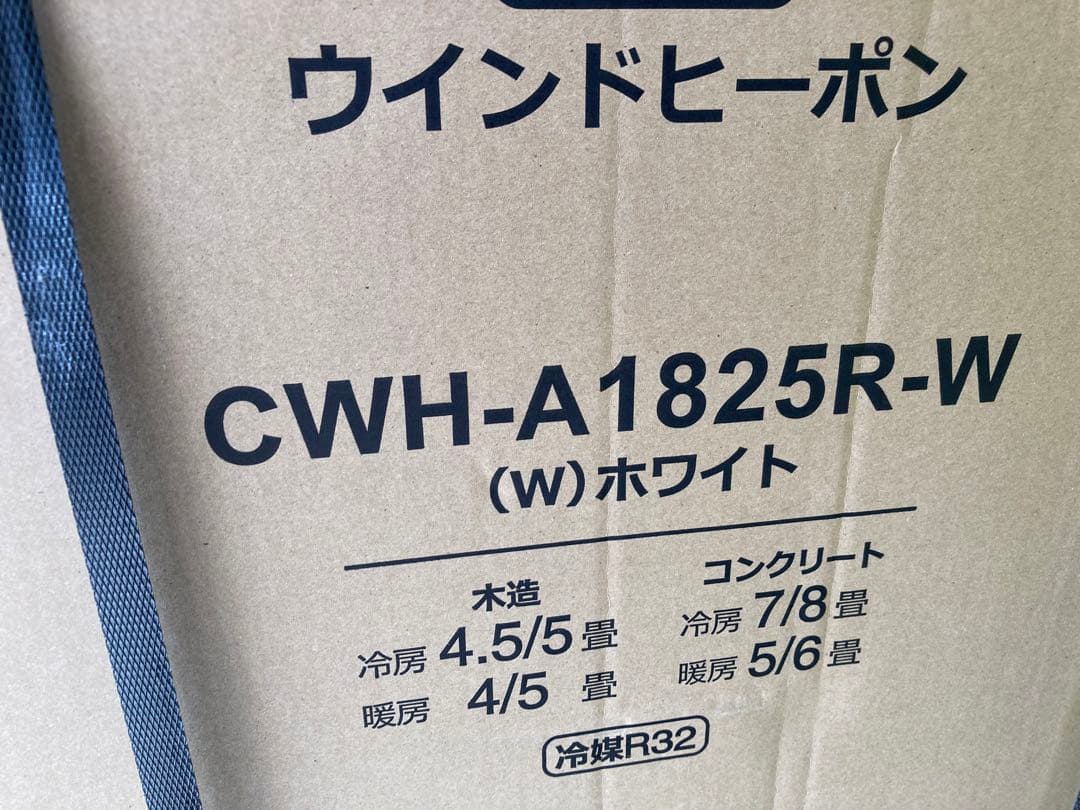 ウインドヒーポン
CWH-A1825R-W
(W)ホワイト
木造
冷房 4.5/5 畳
暖房 4/5 畳
コンクリート
冷房 7/8 畳
暖房 5/6 畳
冷媒R32